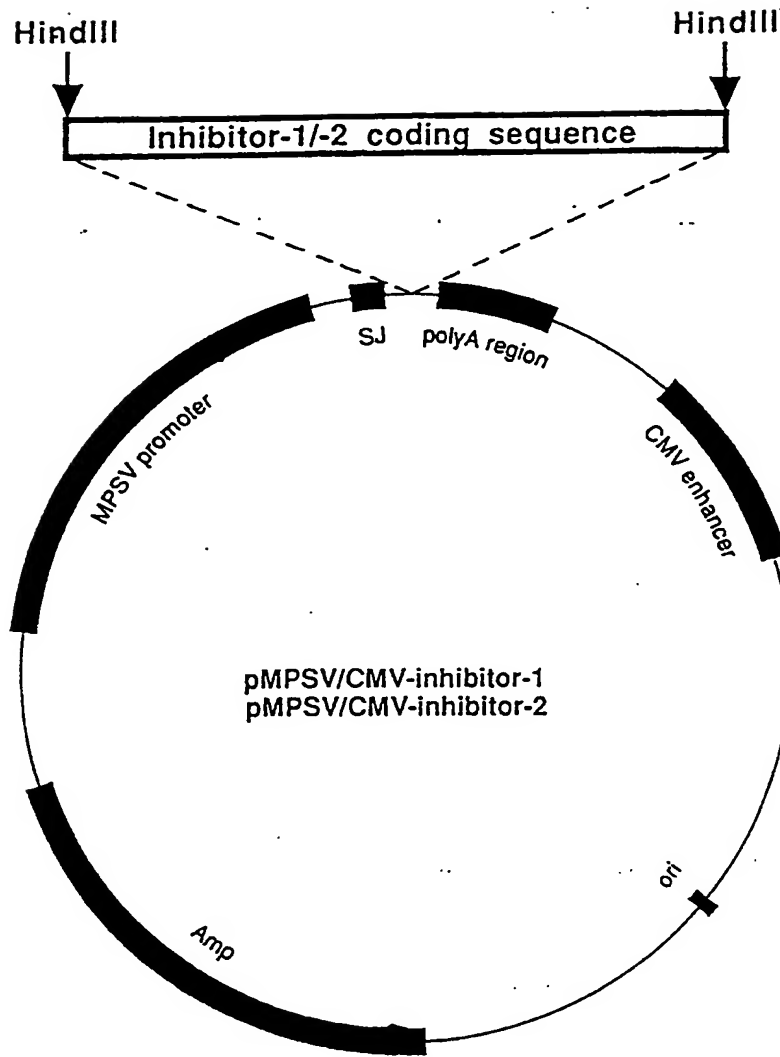 HindIII
HindIII
Inhibitor-1/-2 coding sequence
SJ
polyA region
MPSV promoter
CMV enhancer
pMPSV/CMV-inhibitor-1
pMPSV/CMV-inhibitor-2
ori
Amp